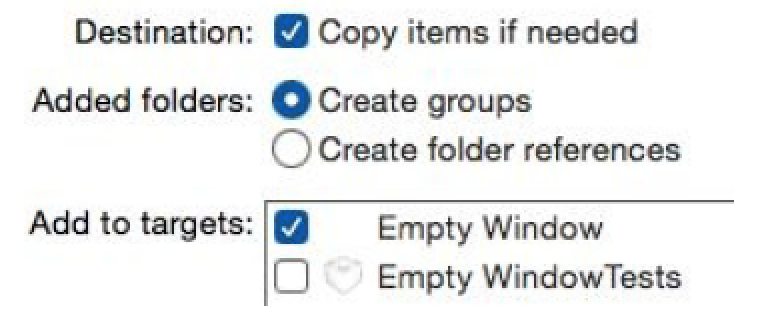 Destination: Copy items if needed
Added folders: Create groups
Create folder references
Add to targets: Empty Window
Empty WindowTests